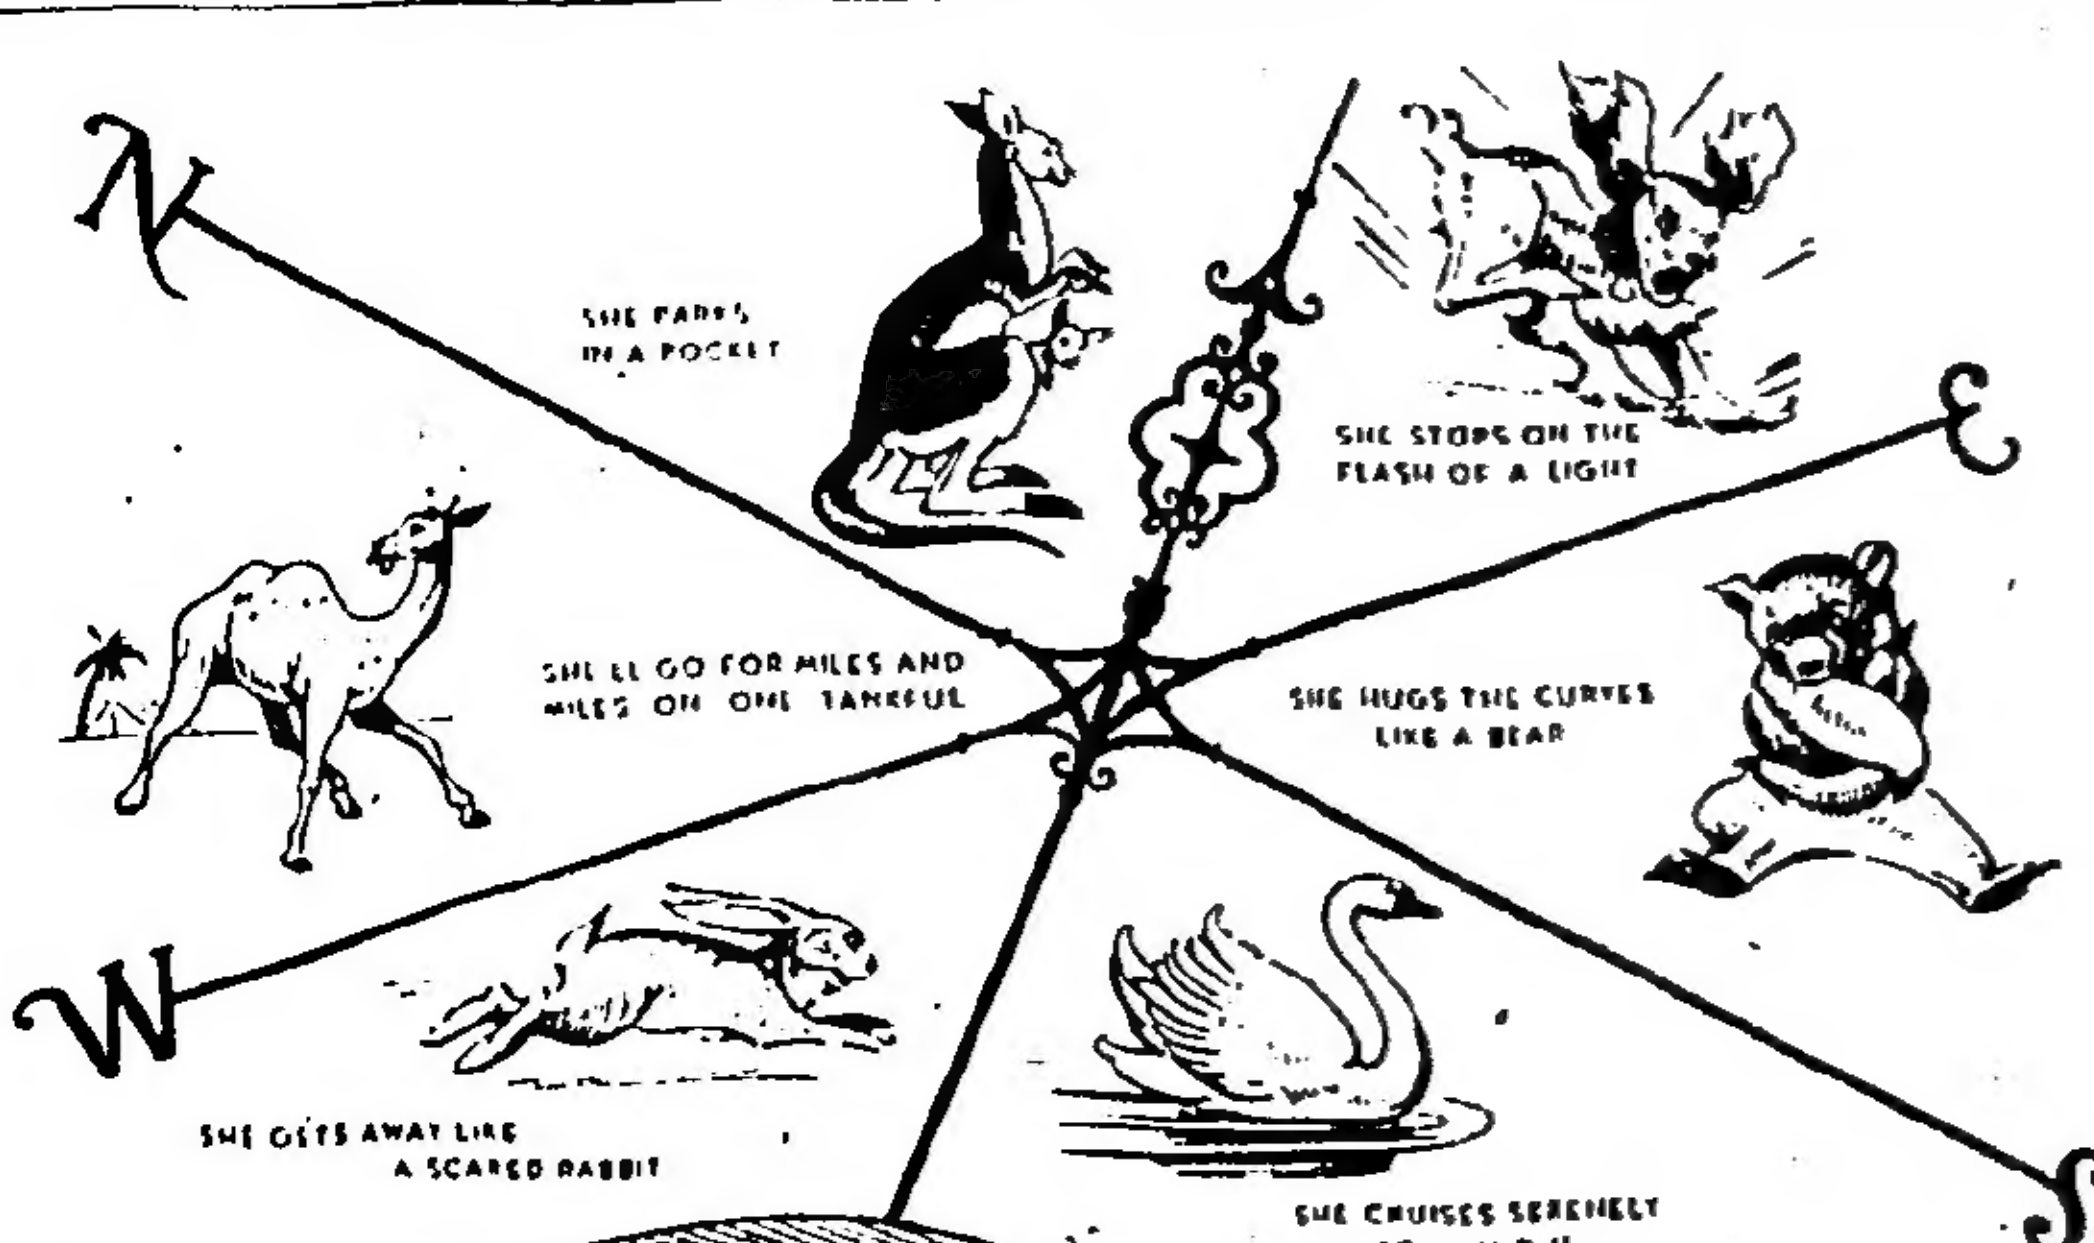 N
SHE PARKS
IN A POCKET
SHE STOPS ON THE
FLASH OF A LIGHT
E
SHE'LL GO FOR MILES AND
MILES ON ONE TANKFUL
SHE HUGS THE CURVES
LIKE A BEAR
W
SHE GETS AWAY LIKE
A SCARED RABBIT
S
SHE CRUISES SERENELY